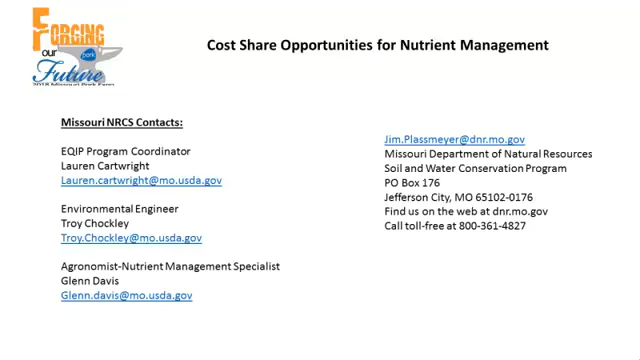 FORGING
our
pork
Future
2018 Missouri Pork Expo
Cost Share Opportunities for Nutrient Management
Missouri NRCS Contacts:
EQIP Program Coordinator
Lauren Cartwright
Lauren.cartwright@mo.usda.gov
Environmental Engineer
Troy Chockley
Troy.Chockley@mo.usda.gov
Agronomist-Nutrient Management Specialist
Glenn Davis
Glenn.davis@mo.usda.gov
Jim.Plassmeyer@dnr.mo.gov
Missouri Department of Natural Resources
Soil and Water Conservation Program
PO Box 176
Jefferson City, MO 65102-0176
Find us on the web at dnr.mo.gov
Call toll-free at 800-361-4827